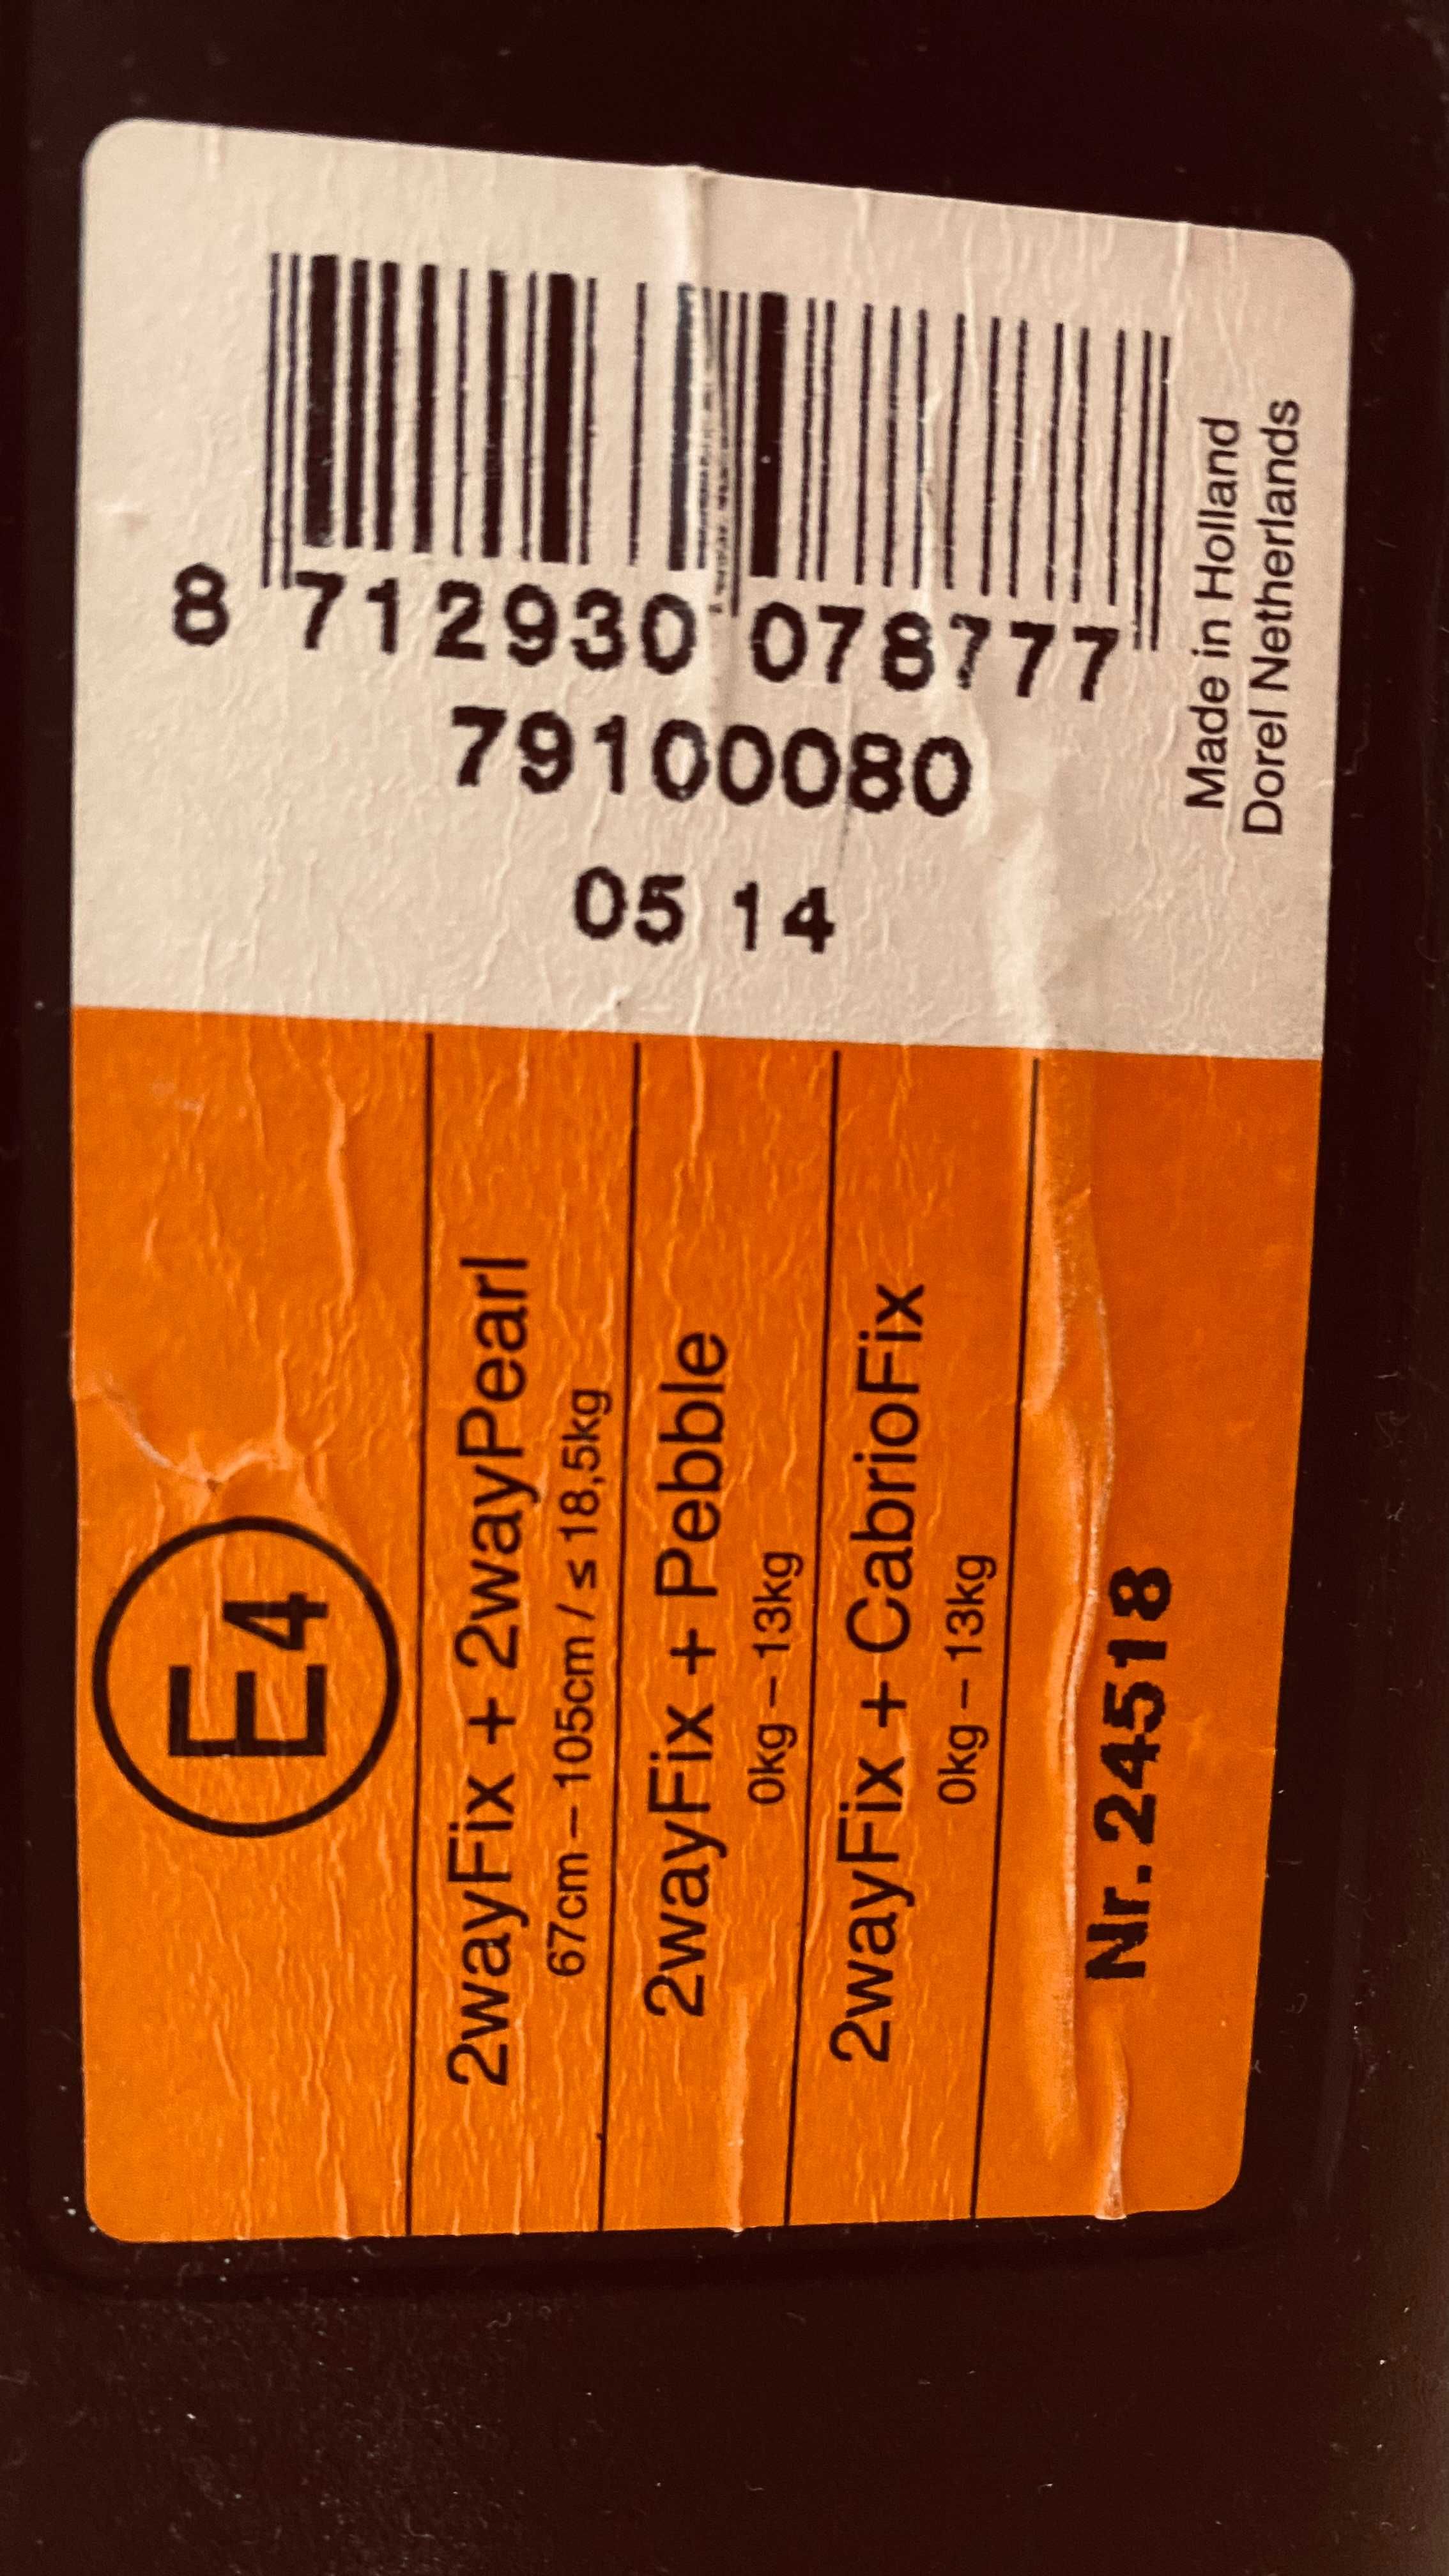 8 712930 078777
79100080
05 14
Made in Holland
Dorel Netherlands
E4
2wayFix + 2wayPearl
67cm – 105cm / ≤ 18,5kg
2wayFix + Pebble
0kg – 13kg
2wayFix + CabrioFix
0kg – 13kg
Nr. 24518